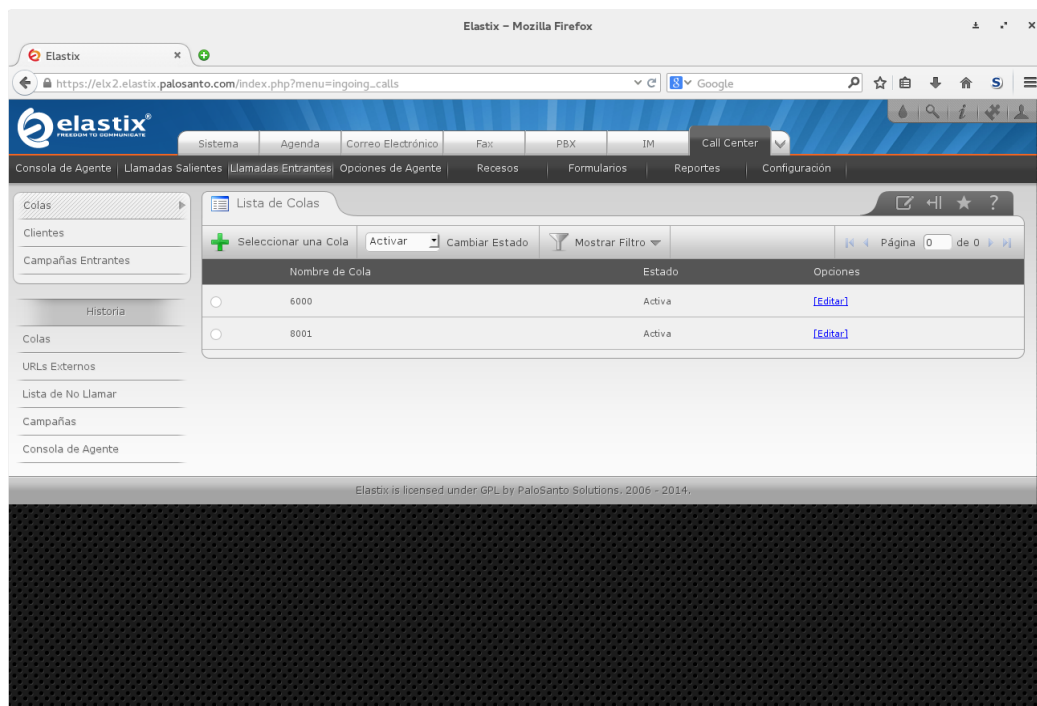 Elastix - Mozilla Firefox
Elastix
https://elx2.elastix.palosanto.com/index.php?menu=ingoing_calls
8 Google
S
elastix®
FREEDOM TO COMMUNICATE
Sistema Agenda Correo Electrónico Fax PBX IM Call Center
Consola de Agente Llamadas Salientes Llamadas Entrantes Opciones de Agente Recesos Formularios Reportes Configuración
Colas
Clientes
Campañas Entrantes
Historia
Colas
URLs Externos
Lista de No Llamar
Campañas
Consola de Agente
Lista de Colas
Seleccionar una Cola Activar Cambiar Estado Mostrar Filtro Página 0 de 0
Nombre de Cola Estado Opciones
6000 Activa [Editar]
8001 Activa [Editar]
Elastix is licensed under GPL by PaloSanto Solutions. 2006 - 2014.